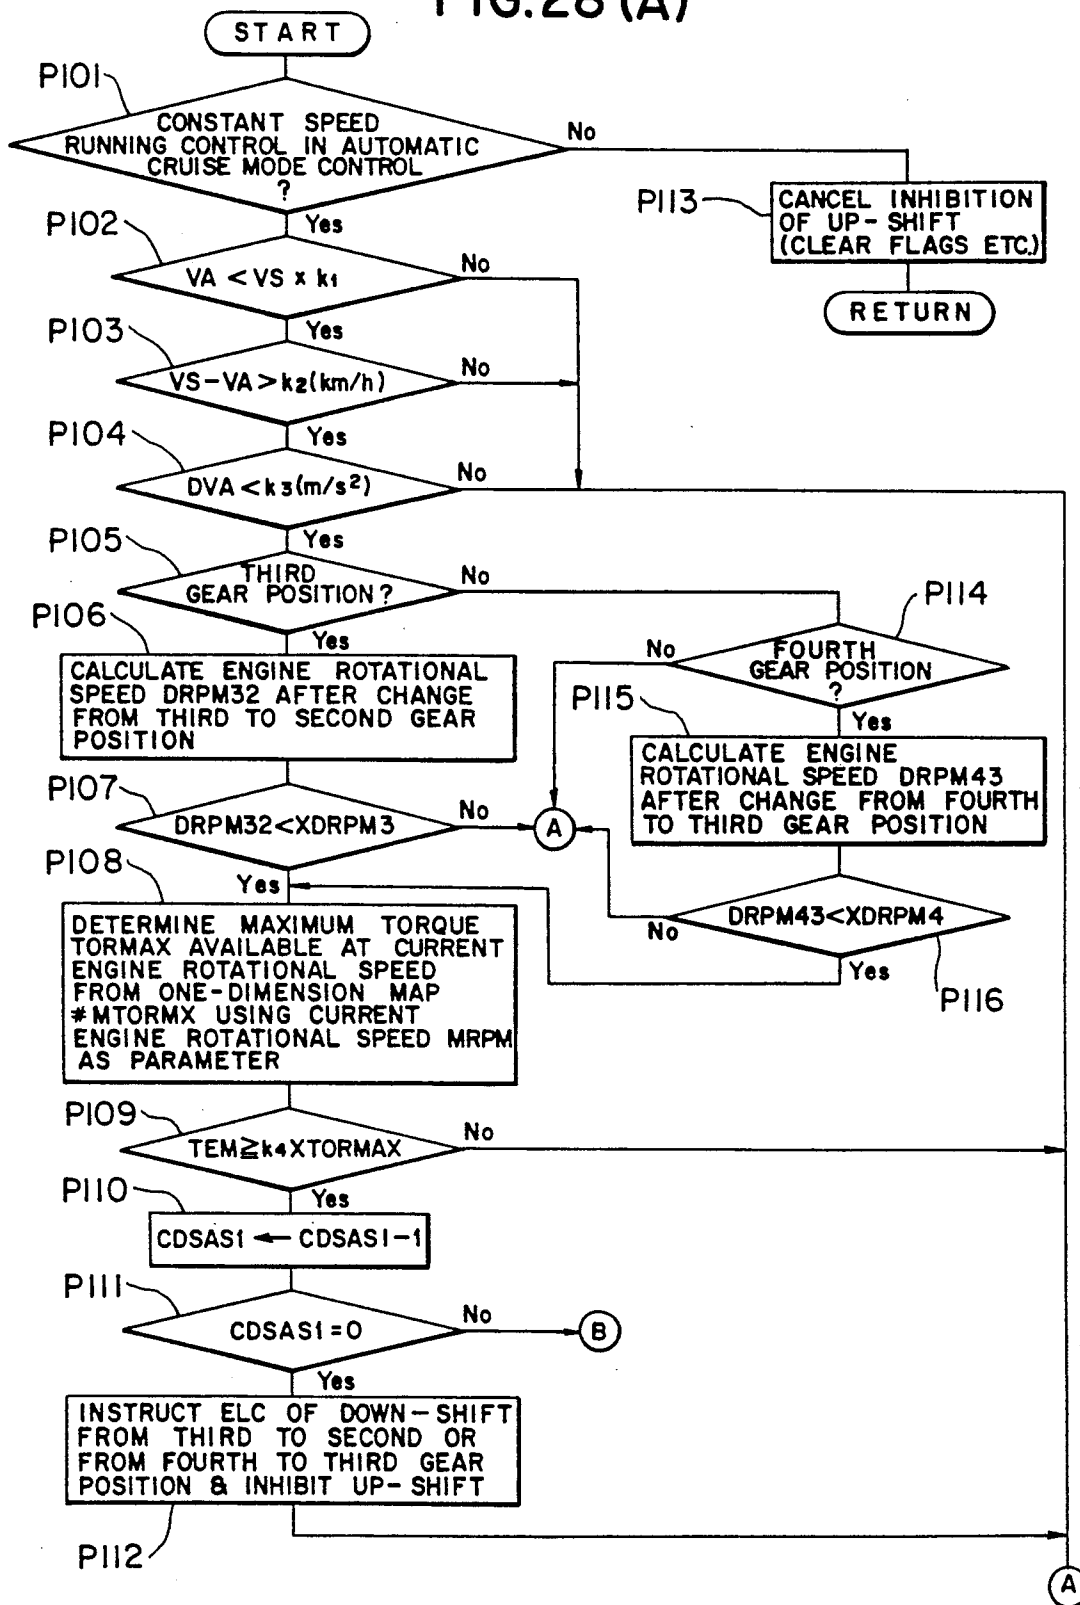 FIG.28 (A)
START
P101
CONSTANT SPEED
RUNNING CONTROL IN AUTOMATIC
CRUISE MODE CONTROL
?
No
Yes
P113
CANCEL INHIBITION
OF UP-SHIFT
(CLEAR FLAGS ETC.)
RETURN
P102
VA < VS × k1
No
Yes
P103
VS-VA > k2(km/h)
No
Yes
P104
DVA < k3(m/s²)
No
Yes
P105
THIRD
GEAR POSITION?
No
Yes
P106
CALCULATE ENGINE ROTATIONAL
SPEED DRPM32 AFTER CHANGE
FROM THIRD TO SECOND GEAR
POSITION
P114
FOURTH
GEAR POSITION
?
No
Yes
P115
CALCULATE ENGINE
ROTATIONAL SPEED DRPM43
AFTER CHANGE FROM FOURTH
TO THIRD GEAR POSITION
P107
DRPM32<XDRPM3
No
A
Yes
P116
DRPM43<XDRPM4
No
Yes
P108
DETERMINE MAXIMUM TORQUE
TORMAX AVAILABLE AT CURRENT
ENGINE ROTATIONAL SPEED
FROM ONE-DIMENSION MAP
#MTORMX USING CURRENT
ENGINE ROTATIONAL SPEED MRPM
AS PARAMETER
P109
TEM≧k4XTORMAX
No
Yes
P110
CDSAS1 ← CDSAS1-1
P111
CDSAS1=0
No
B
Yes
INSTRUCT ELC OF DOWN-SHIFT
FROM THIRD TO SECOND OR
FROM FOURTH TO THIRD GEAR
POSITION & INHIBIT UP-SHIFT
P112
A